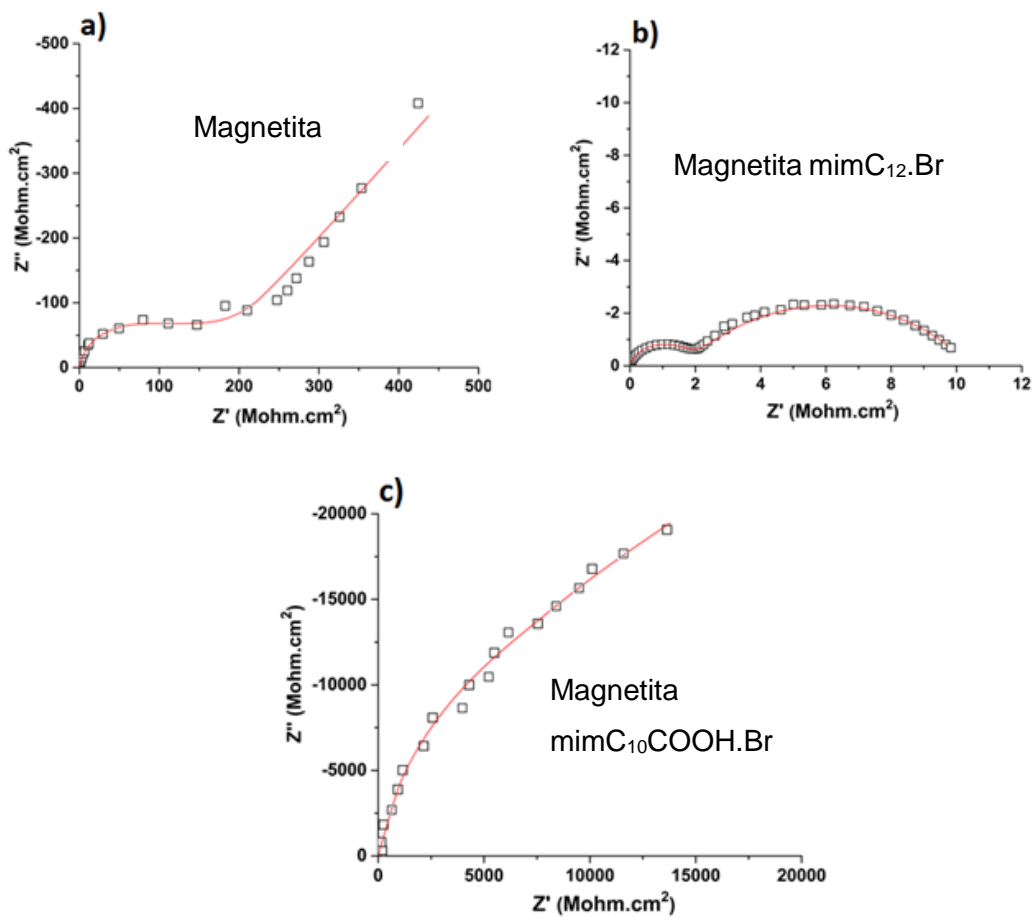 a)
-500
-400
-300
-200
-100
0
Z'' (Mohm.cm²)
Magnetita
0 100 200 300 400 500
Z' (Mohm.cm²)
b)
-12
-10
-8
-6
-4
-2
0
Z'' (Mohm.cm²)
Magnetita mimC₁₂.Br
0 2 4 6 8 10 12
Z' (Mohm.cm²)
c)
-20000
-15000
-10000
-5000
0
Z'' (Mohm.cm²)
Magnetita
mimC₁₀COOH.Br
0 5000 10000 15000 20000
Z' (Mohm.cm²)